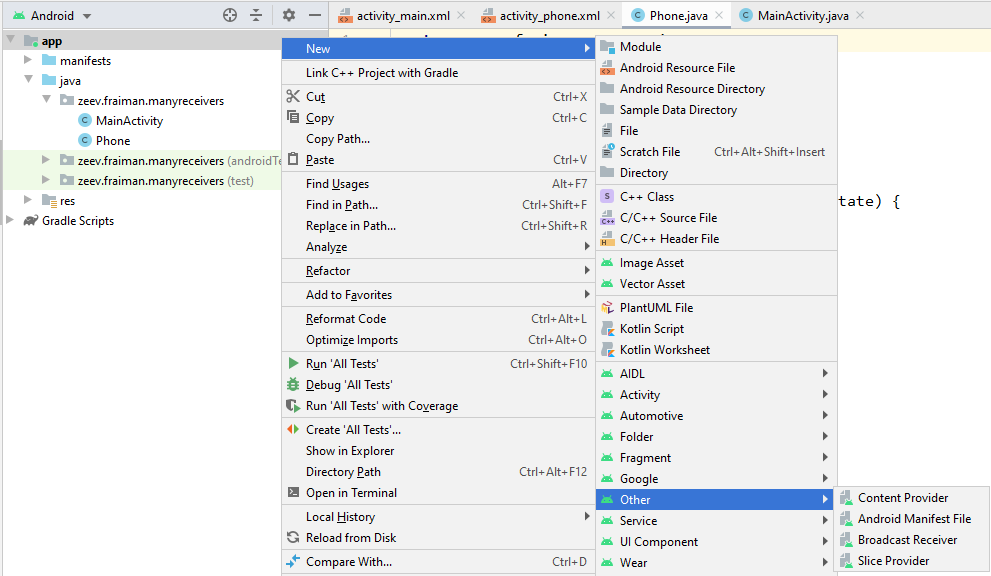 Android
activity_main.xml
activity_phone.xml
Phone.java
MainActivity.java
app
manifests
java
zeev.fraiman.manyreceivers
MainActivity
Phone
zeev.fraiman.manyreceivers (androidTe
zeev.fraiman.manyreceivers (test)
res
Gradle Scripts
New
Link C++ Project with Gradle
Cut Ctrl+X
Copy Ctrl+C
Copy Path...
Paste Ctrl+V
Find Usages Alt+F7
Find in Path... Ctrl+Shift+F
Replace in Path... Ctrl+Shift+R
Analyze
Refactor
Add to Favorites
Reformat Code Ctrl+Alt+L
Optimize Imports Ctrl+Alt+O
Run 'All Tests' Ctrl+Shift+F10
Debug 'All Tests'
Run 'All Tests' with Coverage
Create 'All Tests'...
Show in Explorer
Directory Path Ctrl+Alt+F12
Open in Terminal
Local History
Reload from Disk
Compare With... Ctrl+D
Module
Android Resource File
Android Resource Directory
Sample Data Directory
File
Scratch File Ctrl+Alt+Shift+Insert
Directory
C++ Class
C/C++ Source File
C/C++ Header File
Image Asset
Vector Asset
PlantUML File
Kotlin Script
Kotlin Worksheet
AIDL
Activity
Automotive
Folder
Fragment
Google
Other
Service
UI Component
Wear
Content Provider
Android Manifest File
Broadcast Receiver
Slice Provider
tate) {